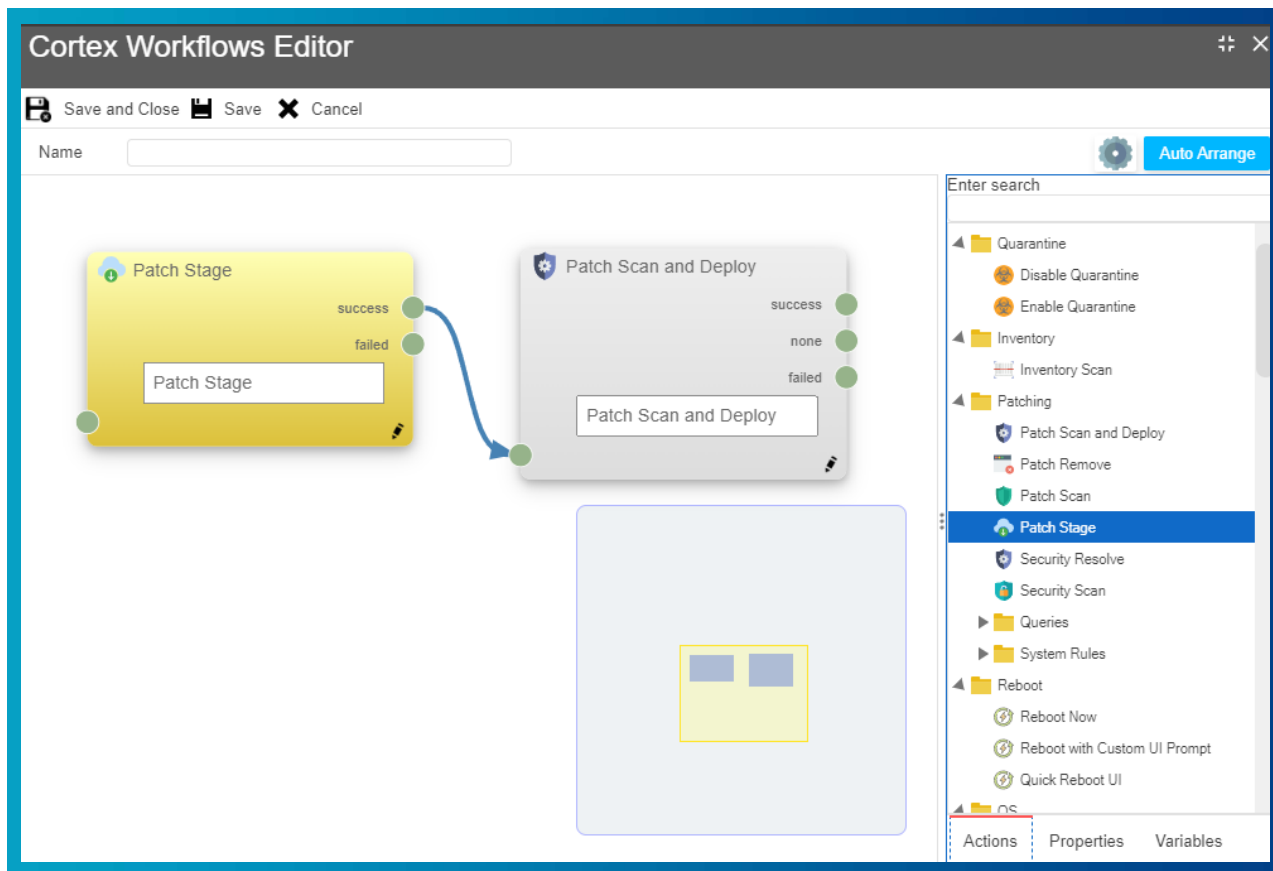 Cortex Workflows Editor
Save and Close Save Cancel
Name
Auto Arrange
Enter search
Patch Stage
success
failed
Patch Stage
Patch Scan and Deploy
success
none
failed
Patch Scan and Deploy
Quarantine
Disable Quarantine
Enable Quarantine
Inventory
Inventory Scan
Patching
Patch Scan and Deploy
Patch Remove
Patch Scan
Patch Stage
Security Resolve
Security Scan
Queries
System Rules
Reboot
Reboot Now
Reboot with Custom UI Prompt
Quick Reboot UI
OS
Actions Properties Variables